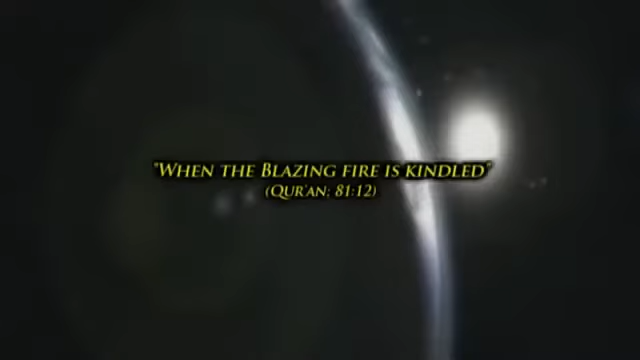 "When the Blazing fire is kindled"
(Qur'an: 81:12)